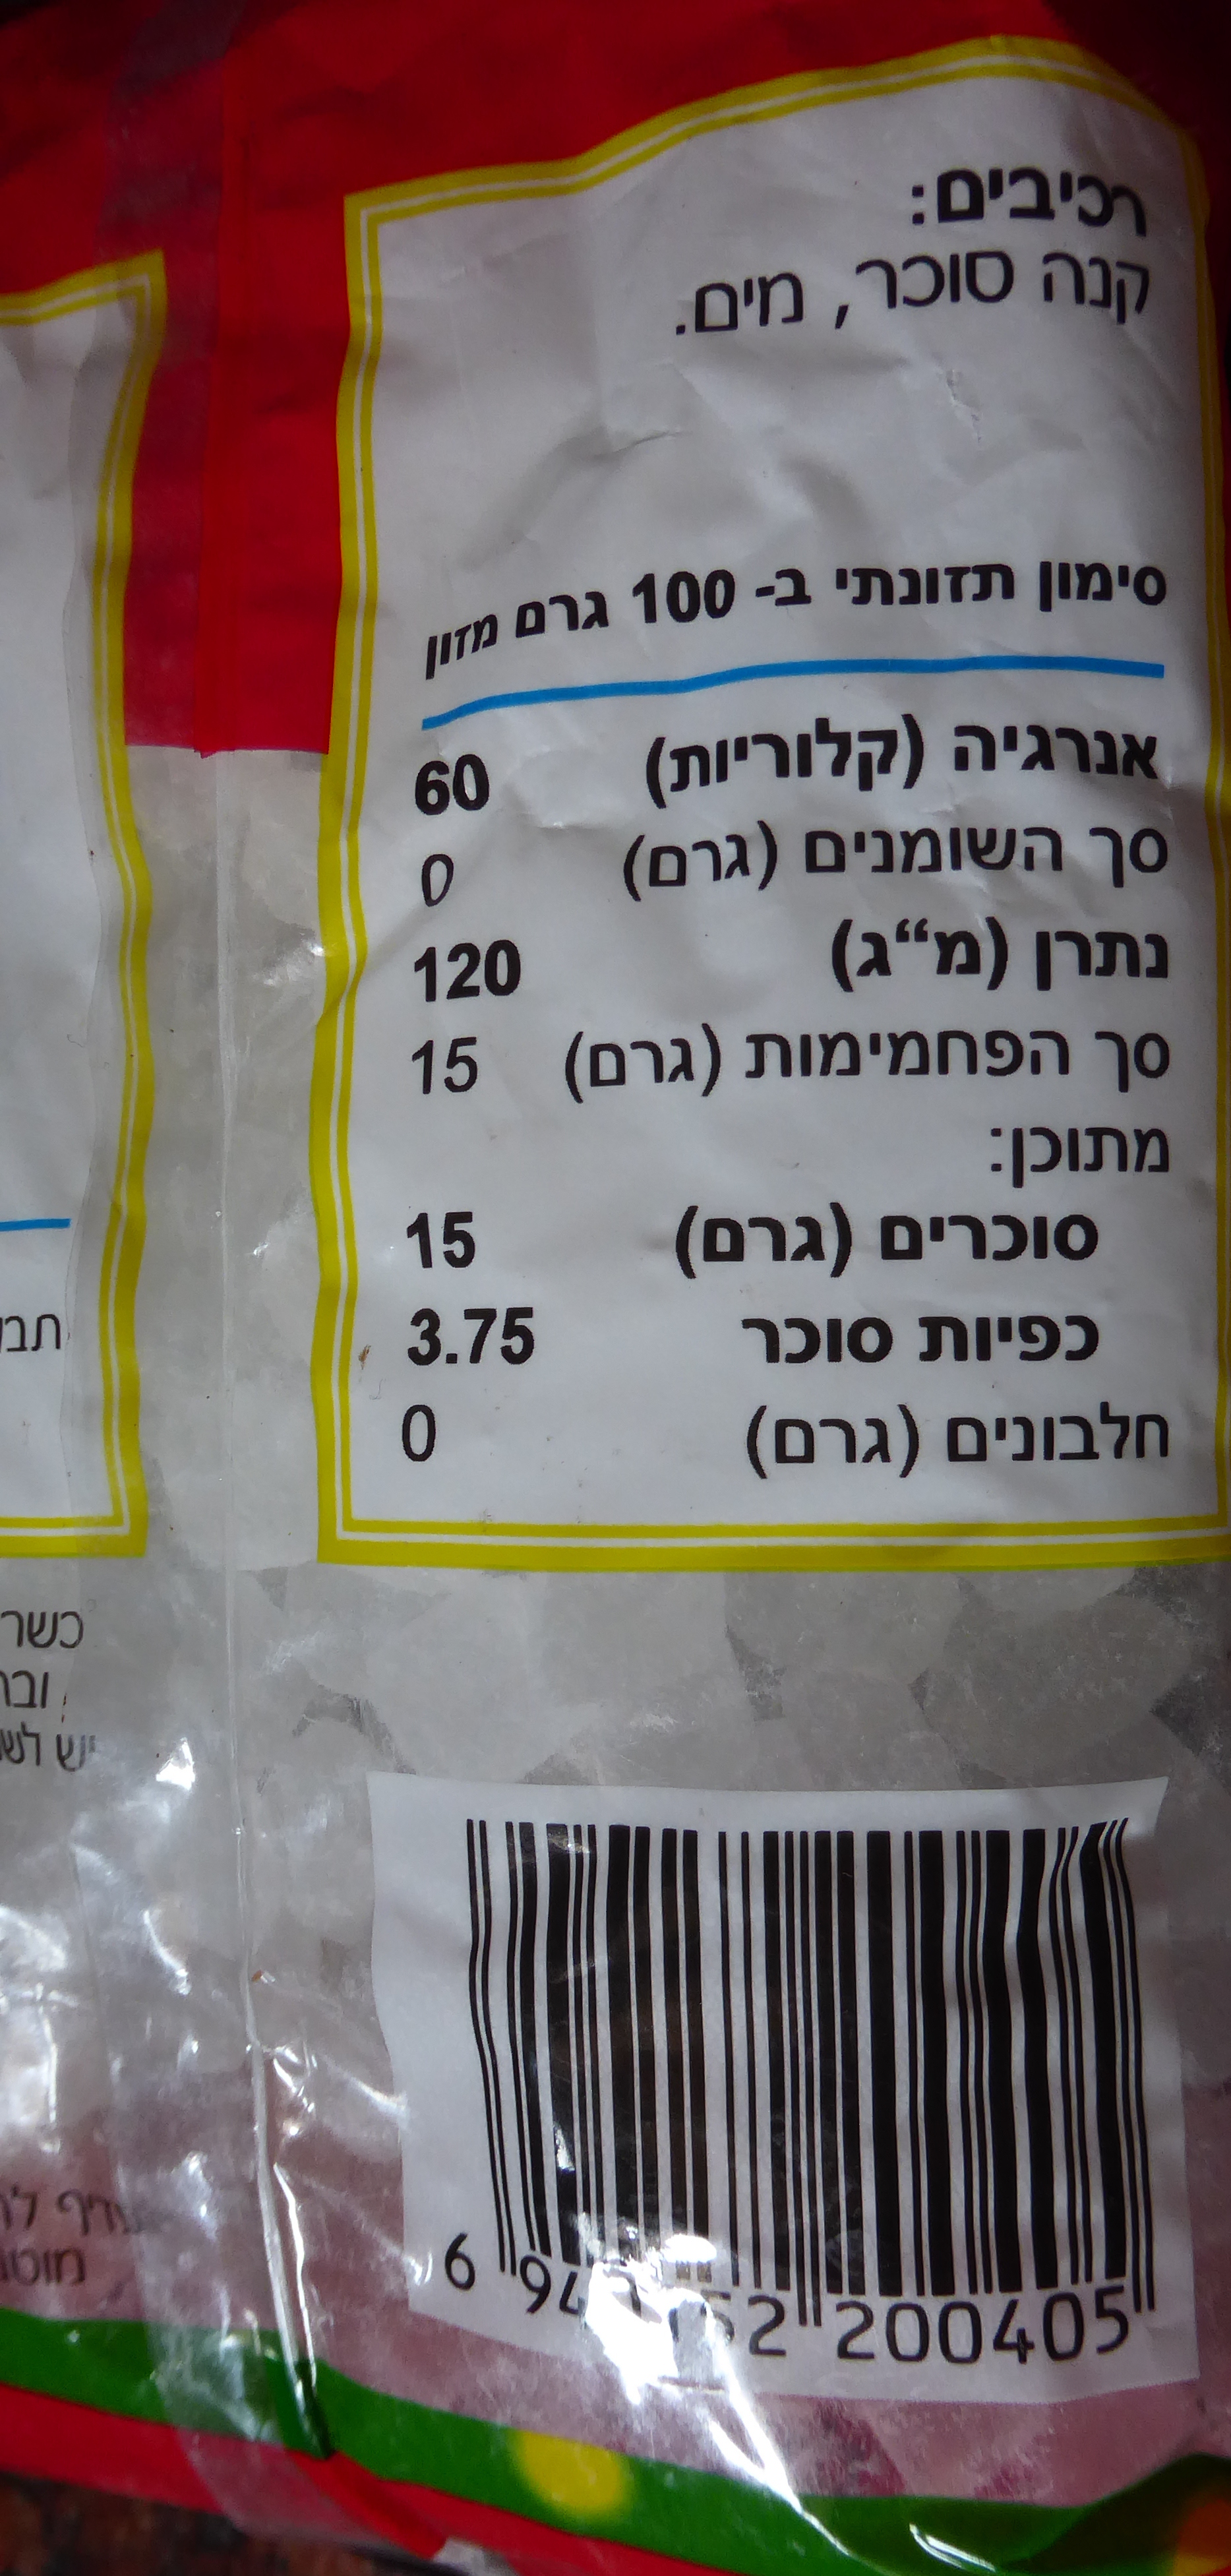 רכיבים:
קנה סוכר, מים.
סימון תזונתי ב- 100 גרם מזון
אנרגיה (קלוריות) 60
סך השומנים (גרם) 0
נתרן (מ“ג) 120
סך הפחמימות (גרם) 15
מתוכן:
סוכרים (גרם) 15
כפיות סוכר 3.75
חלבונים (גרם) 0
כשר
יש
6 200405